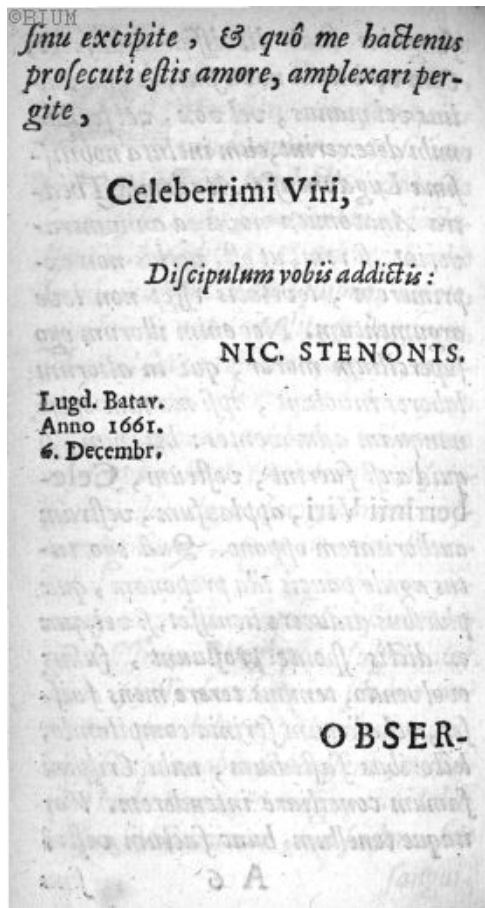 ©BIUM
ſinu excipite, & quô me hactenus
proſecuti eſtis amore, amplexari per-
gite,
Celeberrimi Viri,
Diſcipulum vobis addictis:
NIC. STENONIS.
Lugd. Batav.
Anno 1661.
6. Decembr.
OBSER-